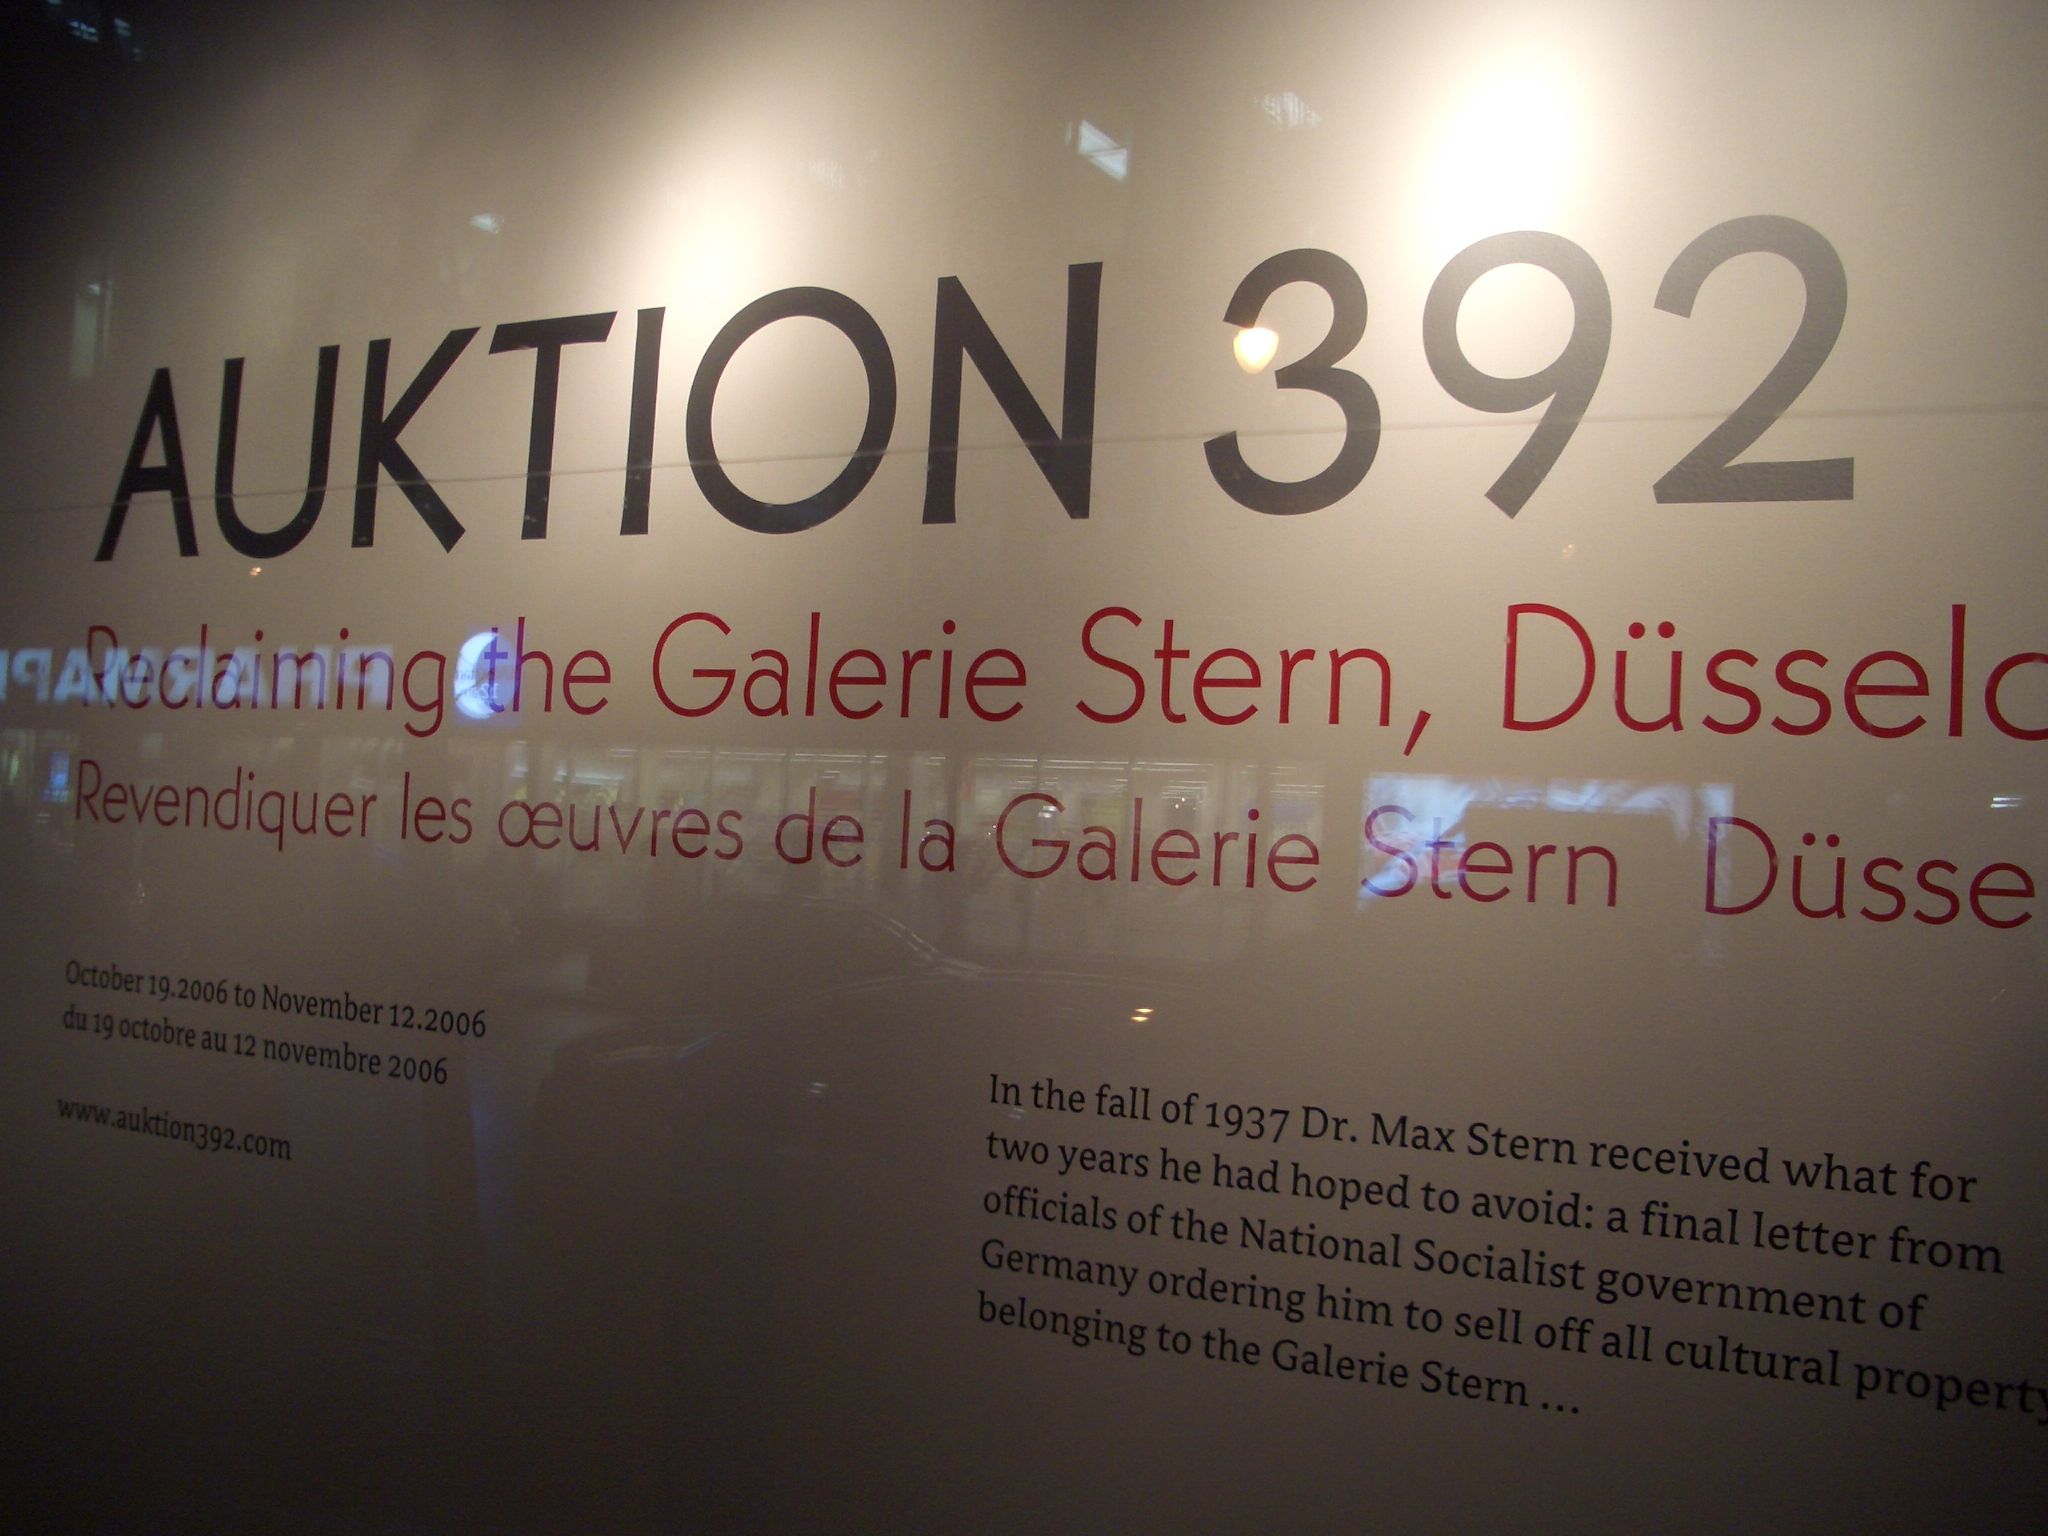 AUKTION 392
Reclaiming the Galerie Stern, Düsseld
Revendiquer les œuvres de la Galerie Stern Düsse
October 19.2006 to November 12.2006
du 19 octobre au 12 novembre 2006
www.auktion392.com
In the fall of 1937 Dr. Max Stern received what for
two years he had hoped to avoid: a final letter from
officials of the National Socialist government of
Germany ordering him to sell off all cultural property
belonging to the Galerie Stern ...